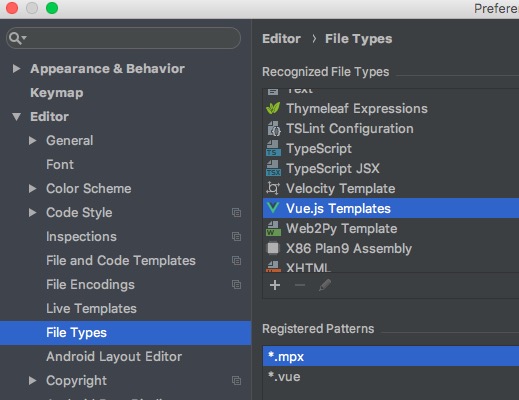 Prefere
Editor › File Types
Appearance & Behavior
Keymap
Editor
General
Font
Color Scheme
Code Style
Inspections
File and Code Templates
File Encodings
Live Templates
File Types
Android Layout Editor
Copyright
Recognized File Types
Text
Thymeleaf Expressions
TSLint Configuration
TypeScript
TypeScript JSX
Velocity Template
Vue.js Templates
Web2Py Template
X86 Plan9 Assembly
XHTML
Registered Patterns
*.mpx
*.vue